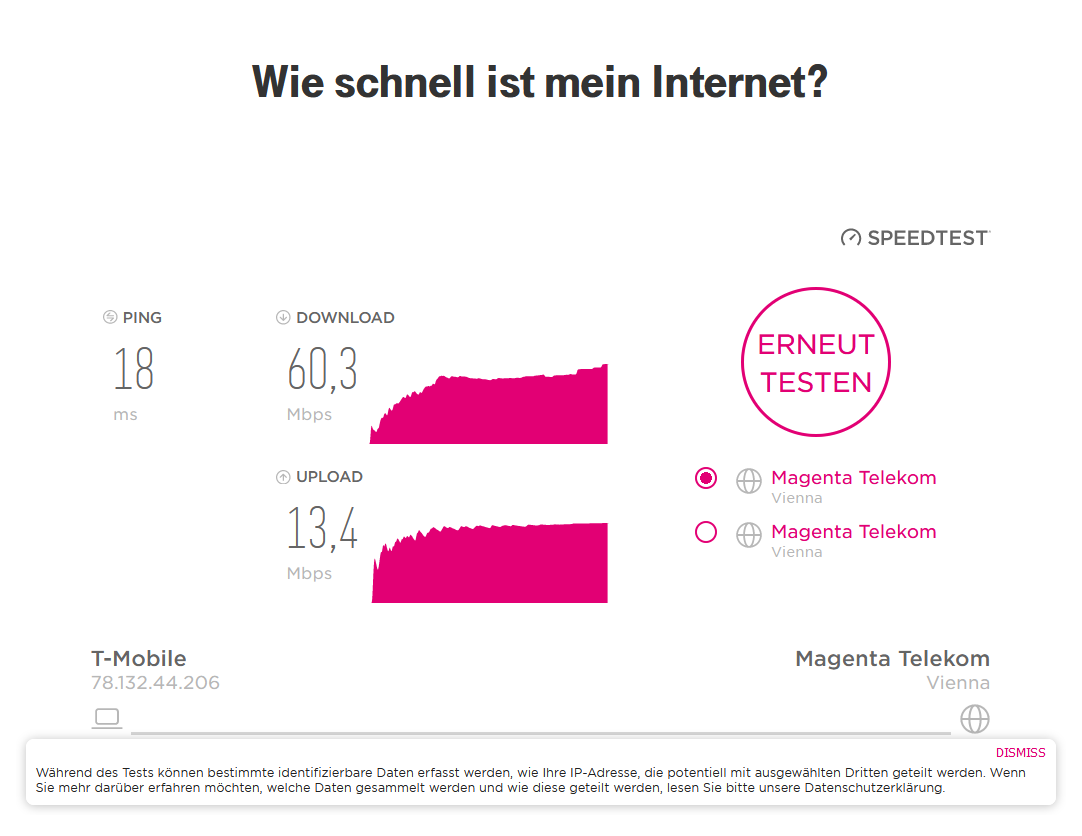 Wie schnell ist mein Internet?
SPEEDTEST
PING
18
ms
DOWNLOAD
60,3
Mbps
UPLOAD
13,4
Mbps
ERNEUT
TESTEN
Magenta Telekom
Vienna
Magenta Telekom
Vienna
T-Mobile
78.132.44.206
Magenta Telekom
Vienna
DISMISS
Während des Tests können bestimmte identifizierbare Daten erfasst werden, wie Ihre IP-Adresse, die potentiell mit ausgewählten Dritten geteilt werden. Wenn
Sie mehr darüber erfahren möchten, welche Daten gesammelt werden und wie diese geteilt werden, lesen Sie bitte unsere Datenschutzerklärung.